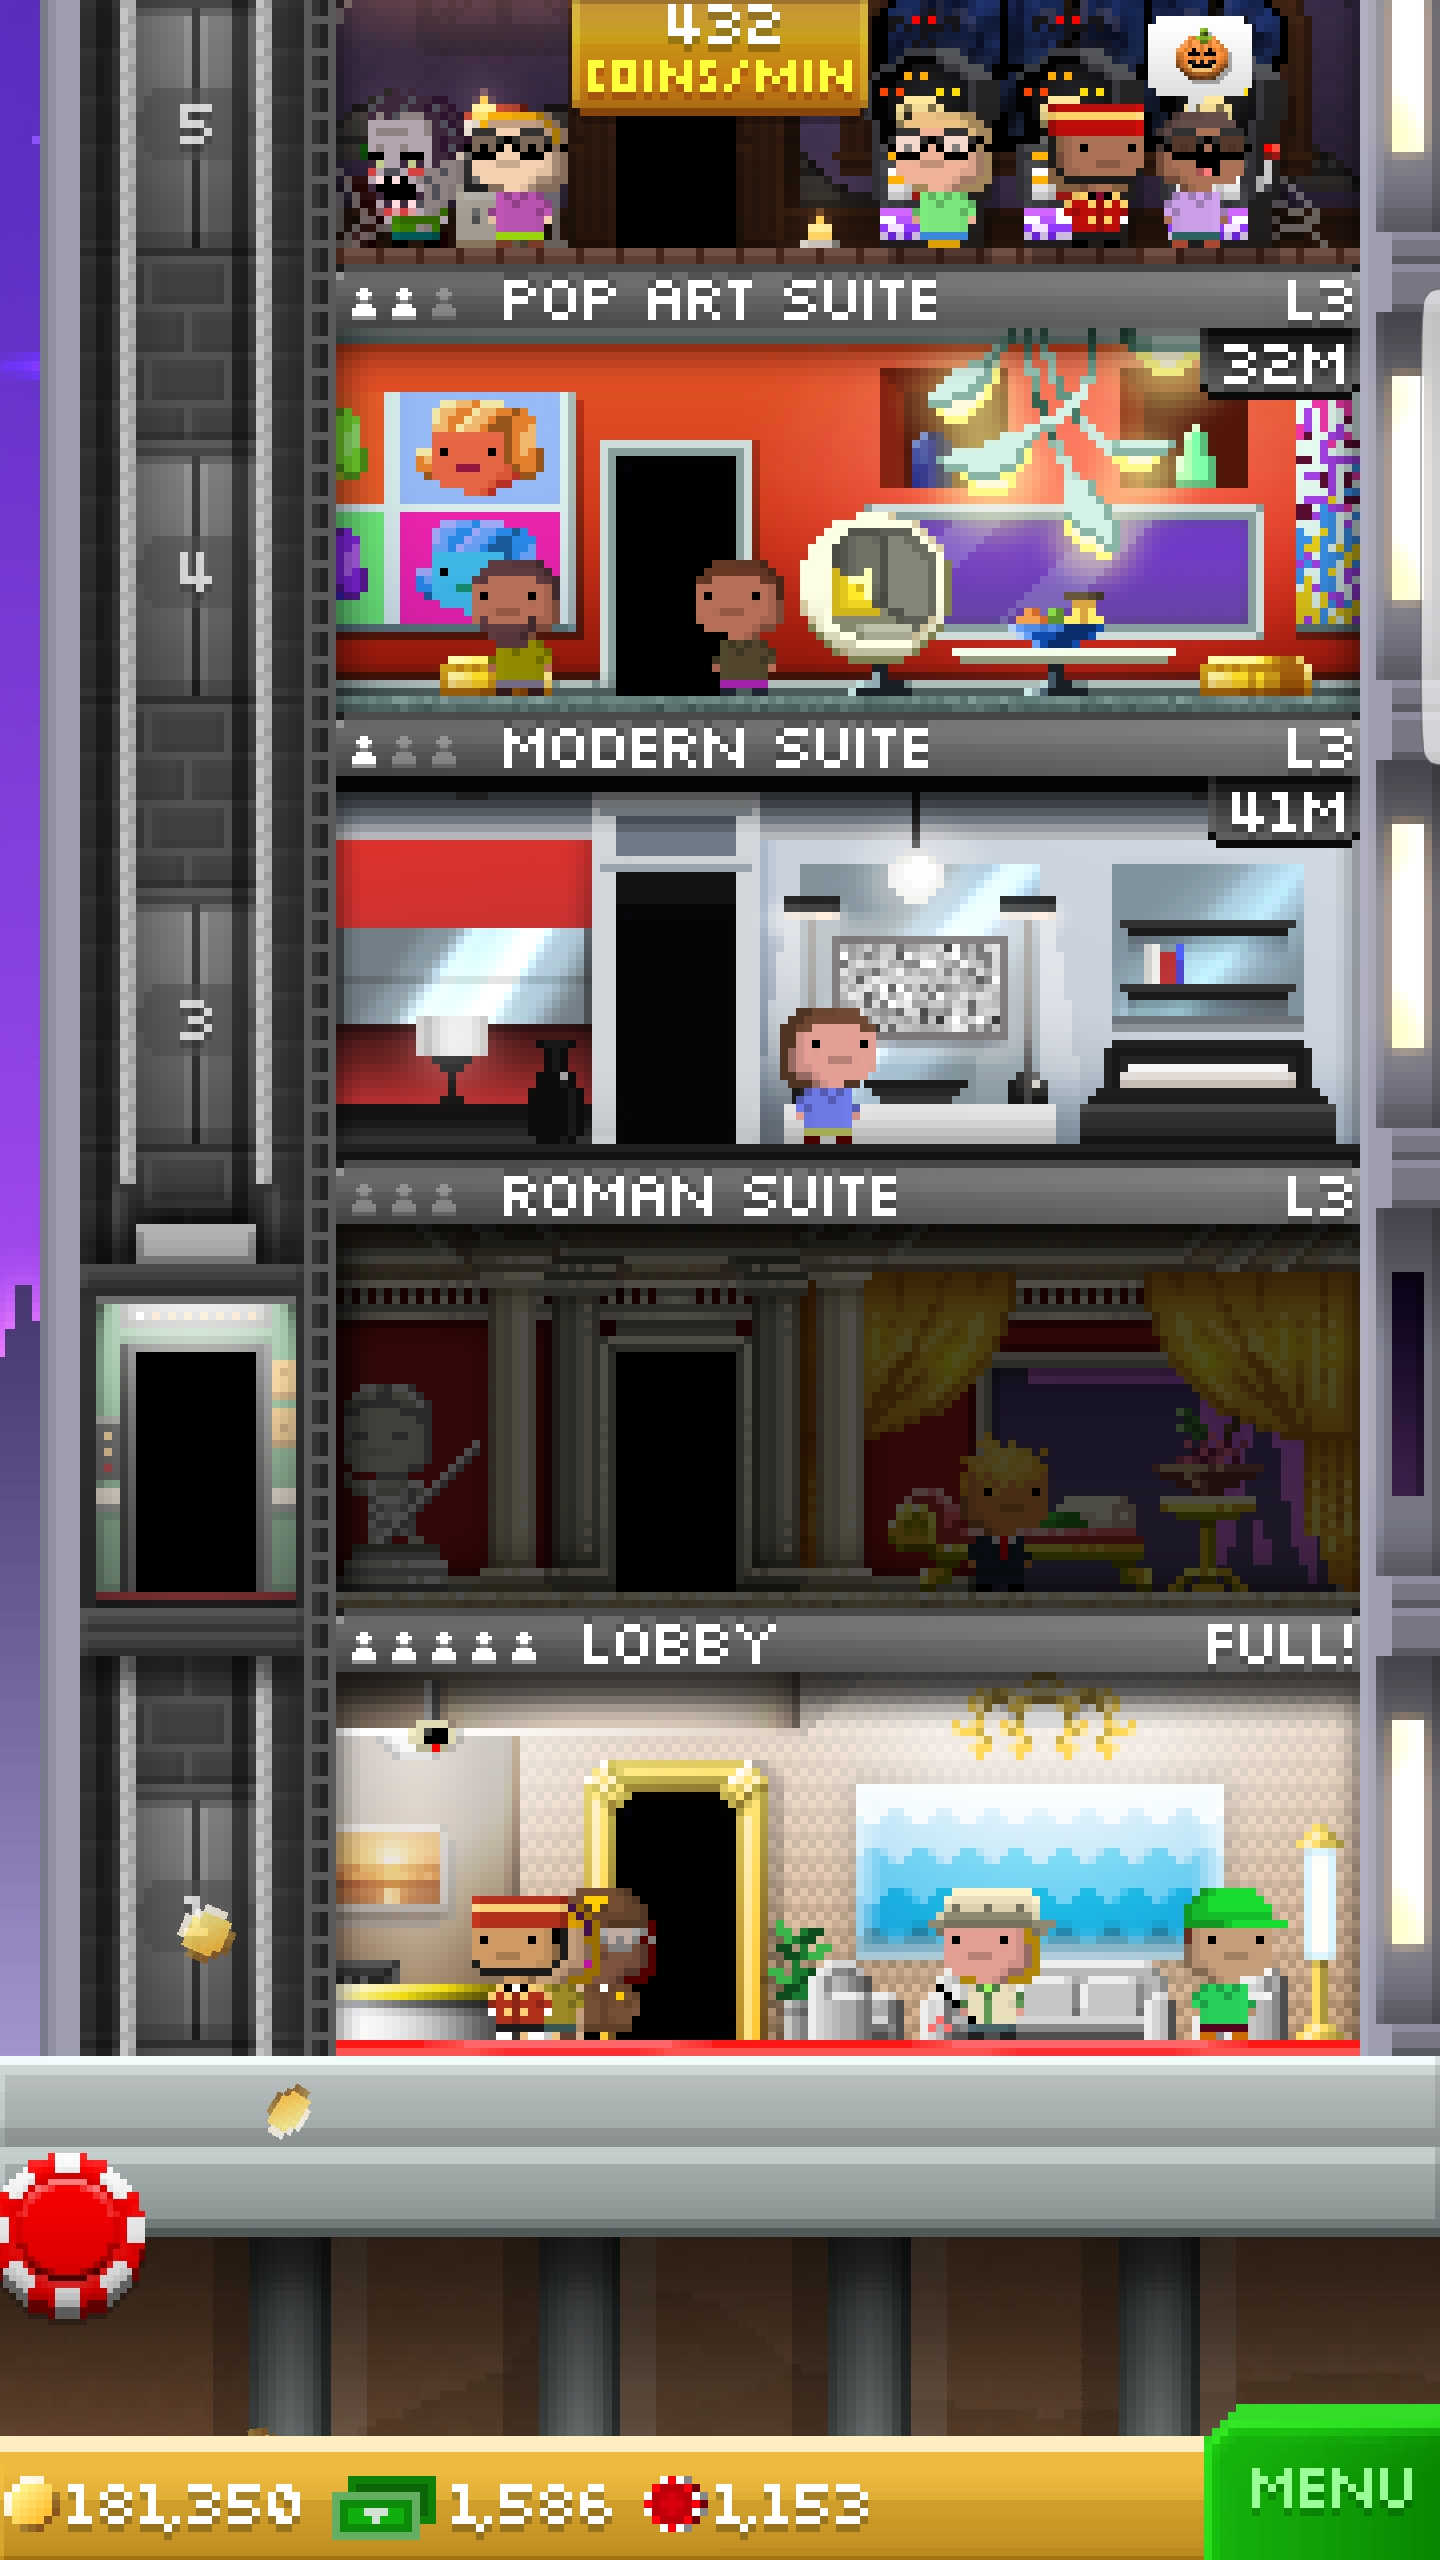 432
COINS/MIN
5
POP ART SUITE L3
32M
4
MODERN SUITE L3
41M
3
ROMAN SUITE L3
LOBBY FULL!
181,350 1,586 1,153
MENU